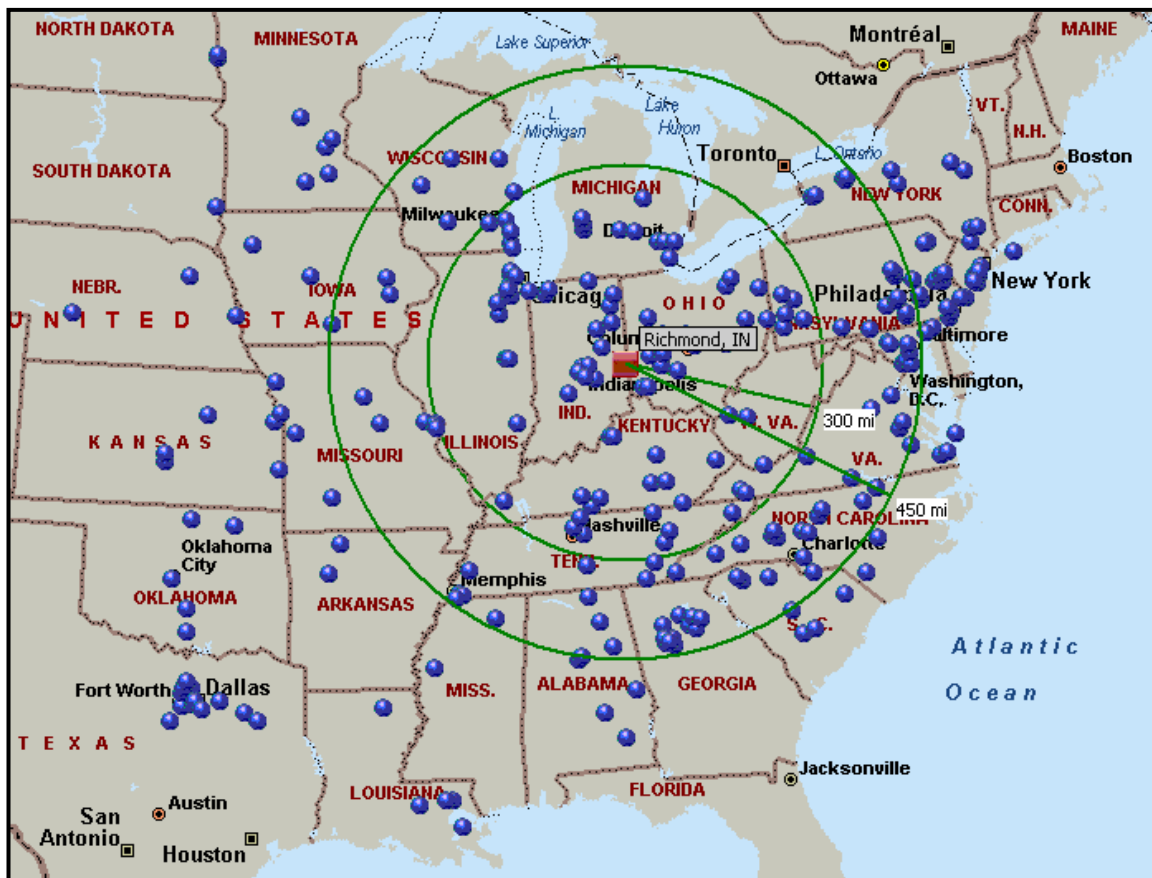 NORTH DAKOTA
MINNESOTA
Lake Superior
Montréal
MAINE
Ottawa
VT.
N.H.
Lake
Huron
L.
Michigan
WISCONSIN
SOUTH DAKOTA
Toronto
L. Ontario
Boston
MICHIGAN
NEW YORK
CONN.
Milwaukee
Detroit
NEBR.
IOWA
Chicag
OHIO
Philadelphia
New York
UNITED STATES
NSYLVANIA
Baltimore
Colum
Richmond, IN
Indianapolis
Washington,
D.C.
IND.
KANSAS
MISSOURI
ILLINOIS
KENTUCKY
W. VA.
300 mi
VA.
450 mi
Nashville
NORTH CAROLINA
Oklahoma
City
TENN.
Charlotte
Memphis
OKLAHOMA
ARKANSAS
S. C.
Atlantic
Ocean
Fort Worth
Dallas
MISS.
ALABAMA
GEORGIA
TEXAS
Jacksonville
LOUISIANA
FLORIDA
Austin
San
Antonio
Houston